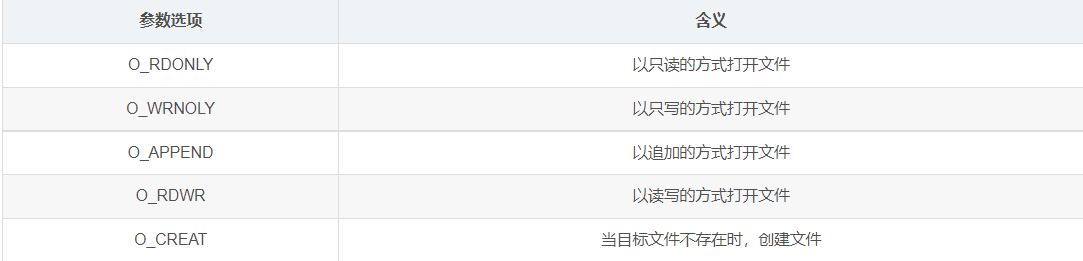 参数选项 含义
O_RDONLY 以只读的方式打开文件
O_WRNOLY 以只写的方式打开文件
O_APPEND 以追加的方式打开文件
O_RDWR 以读写的方式打开文件
O_CREAT 当目标文件不存在时，创建文件